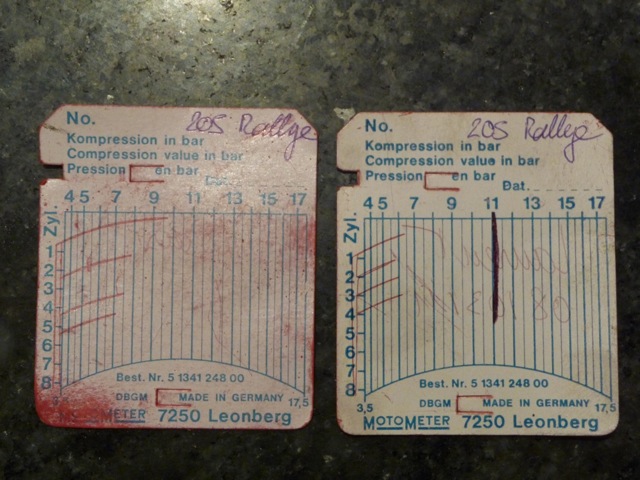 No. 205 Rallye
Kompression in bar
Compression value in bar
Pression en bar
Dat.
4 5 7 9 11 13 15 17
Zyl.
1
2
3
4
5
6
7
8
Best. Nr. 5 1341 248 00
DBGM MADE IN GERMANY
17,5
MOTOMETER 7250 Leonberg
No. 205 Rallye
Kompression in bar
Compression value in bar
Pression en bar
Dat.
4 5 7 9 11 13 15 17
Zyl.
1
2
3
4
5
6
7
8
Best. Nr. 5 1341 248 00
3,5 DBGM MADE IN GERMANY 17,5
MOTOMETER 7250 Leonberg